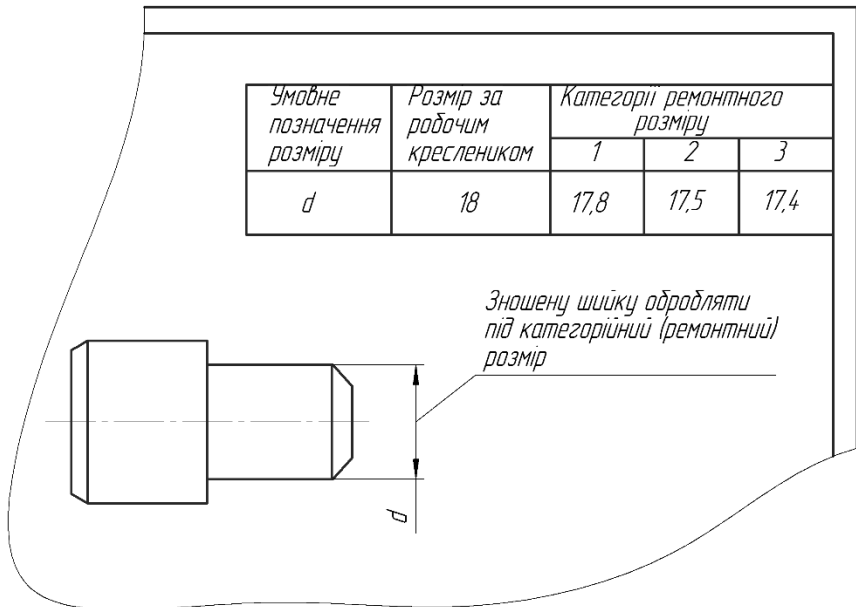 Умовне
позначення
розміру
Розмір за
робочим
креслеником
Категорії ремонтного
розміру
1 2 3
d 18 17,8 17,5 17,4
Зношену шийку обробляти
під категорійний (ремонтний)
розмір
d